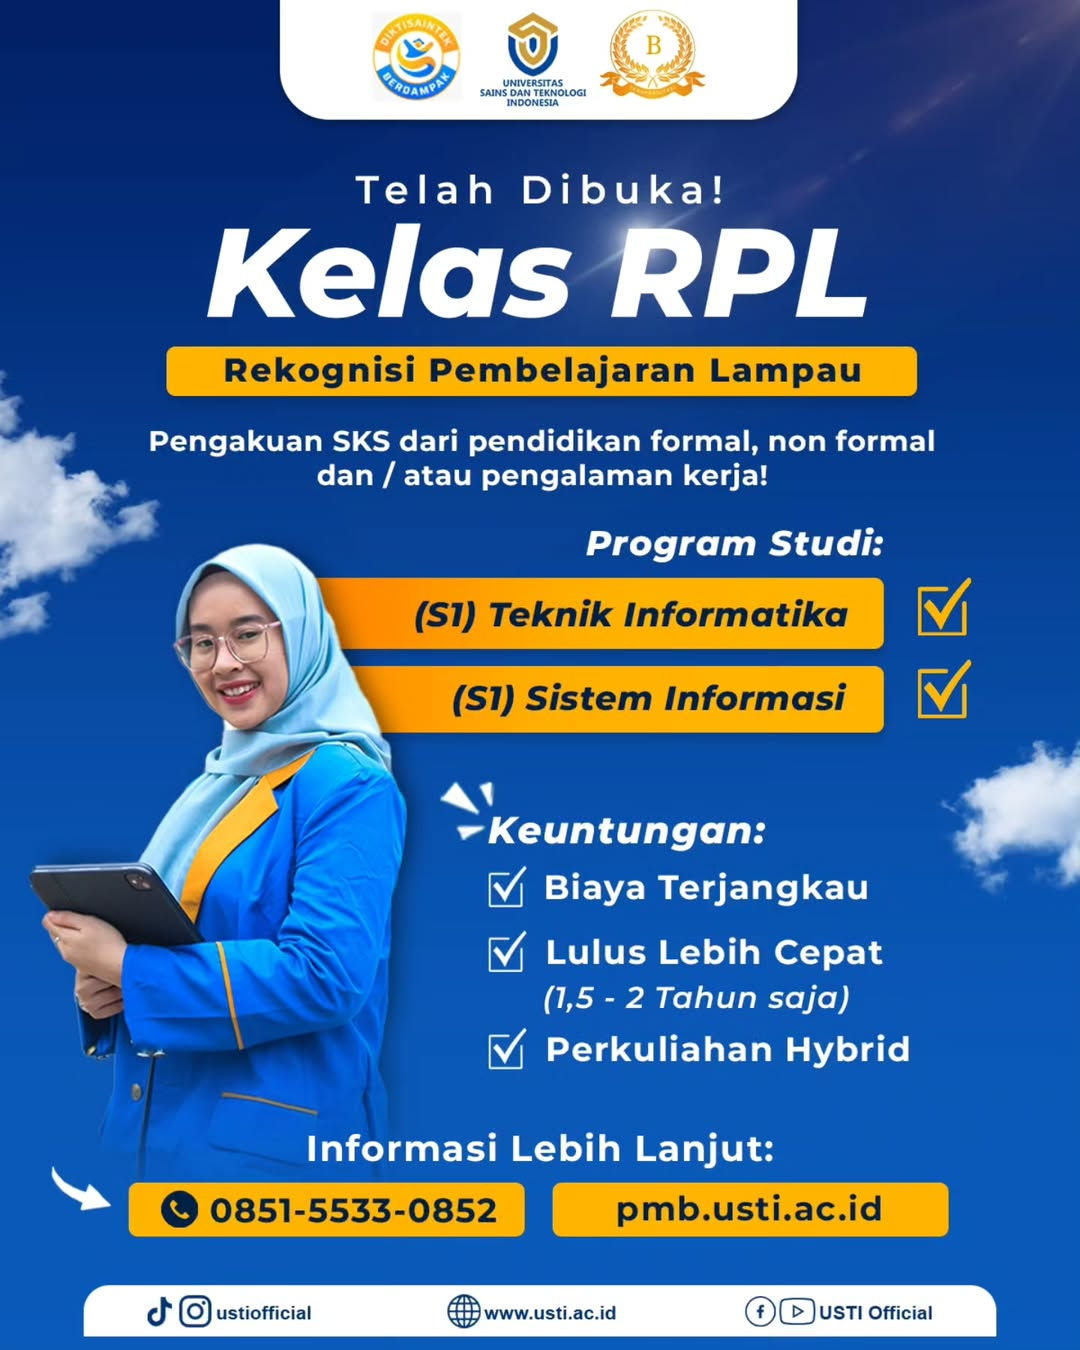 DIKTISAINTEK
BERDAMPAK
UNIVERSITAS
SAINS DAN TEKNOLOGI
INDONESIA
B
Telah Dibuka!
Kelas RPL
Rekognisi Pembelajaran Lampau
Pengakuan SKS dari pendidikan formal, non formal
dan / atau pengalaman kerja!
Program Studi:
(S1) Teknik Informatika
(S1) Sistem Informasi
Keuntungan:
Biaya Terjangkau
Lulus Lebih Cepat
(1,5 - 2 Tahun saja)
Perkuliahan Hybrid
Informasi Lebih Lanjut:
0851-5533-0852
pmb.usti.ac.id
ustiofficial
www.usti.ac.id
USTI Official